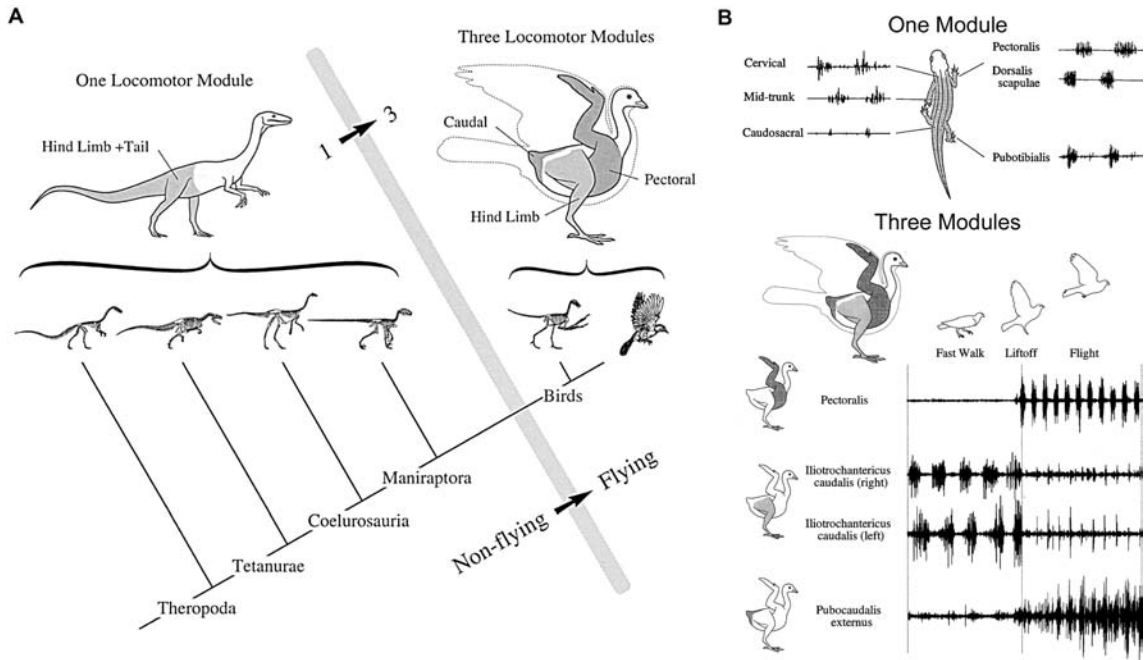 A
One Locomotor Module
Hind Limb +Tail
1
3
Three Locomotor Modules
Caudal
Pectoral
Hind Limb
Birds
Maniraptora
Coelurosauria
Tetanurae
Theropoda
Non-flying
Flying
B
One Module
Cervical
Mid-trunk
Caudosacral
Pectoralis
Dorsalis
scapulae
Pubotibialis
Three Modules
Fast Walk
Liftoff
Flight
Pectoralis
Iliotrochantericus
caudalis (right)
Iliotrochantericus
caudalis (left)
Pubocaudalis
externus